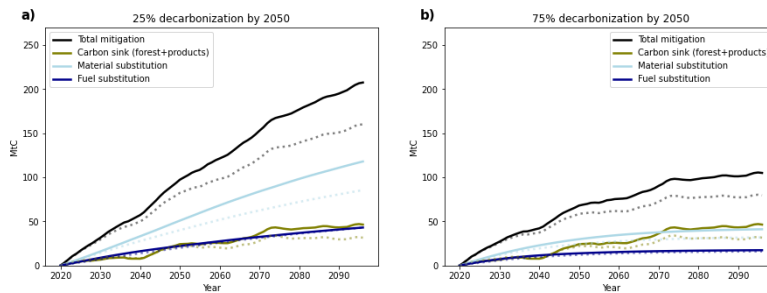 a)
25% decarbonization by 2050
Total mitigation
Carbon sink (forest+products)
Material substitution
Fuel substitution
MtC
250
200
150
100
50
0
2020 2030 2040 2050 2060 2070 2080 2090
Year
b)
75% decarbonization by 2050
Total mitigation
Carbon sink (forest+products)
Material substitution
Fuel substitution
MtC
250
200
150
100
50
0
2020 2030 2040 2050 2060 2070 2080 2090
Year